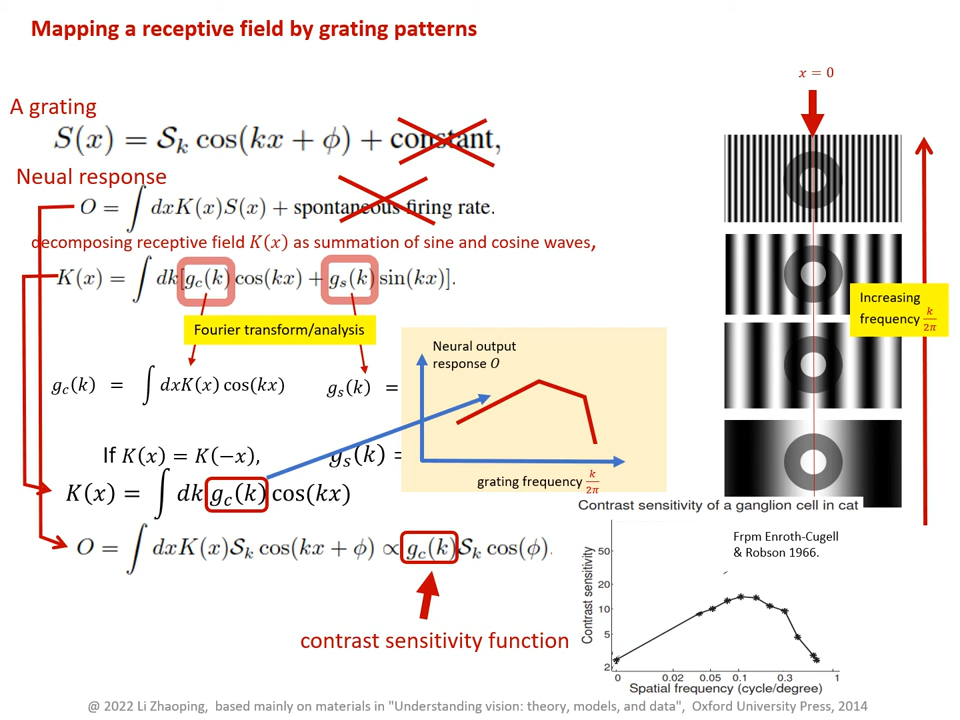 Mapping a receptive field by grating patterns
x = 0
A grating
S(x) = 𝒮ₖ cos(kx + ϕ) + constant,
Neual response
O = ∫ dxK(x)S(x) + spontaneous firing rate.
decomposing receptive field K(x) as summation of sine and cosine waves,
K(x) = ∫ dk[g_c(k) cos(kx) + g_s(k) sin(kx)].
Increasing
frequency k/2π
Fourier transform/analysis
Neural output
response O
g_c(k) = ∫ dxK(x) cos(kx)
g_s(k) =
If K(x) = K(−x),
g_s(k) =
grating frequency k/2π
K(x) = ∫ dk g_c(k) cos(kx)
Contrast sensitivity of a ganglion cell in cat
O = ∫ dxK(x)𝒮ₖ cos(kx + ϕ) ∝ g_c(k)𝒮ₖ cos(ϕ).
Frpm Enroth-Cugell
& Robson 1966.
contrast sensitivity function
Contrast sensitivity
50
20
10
5
2
0 0.02 0.05 0.1 0.3 1
Spatial frequency (cycle/degree)
@ 2022 Li Zhaoping, based mainly on materials in "Understanding vision: theory, models, and data", Oxford University Press, 2014